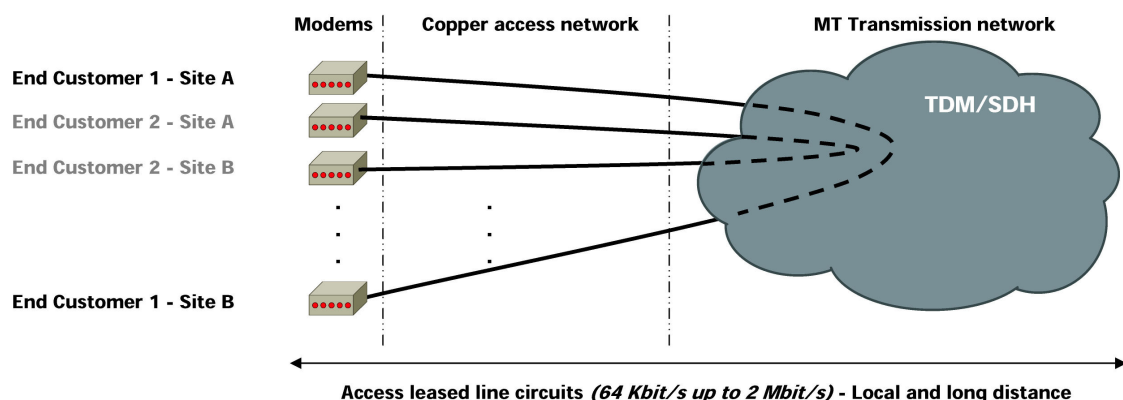 Modems
Copper access network
MT Transmission network
End Customer 1 - Site A
TDM/SDH
End Customer 2 - Site A
End Customer 2 - Site B
End Customer 1 - Site B
Access leased line circuits (64 Kbit/s up to 2 Mbit/s) - Local and long distance